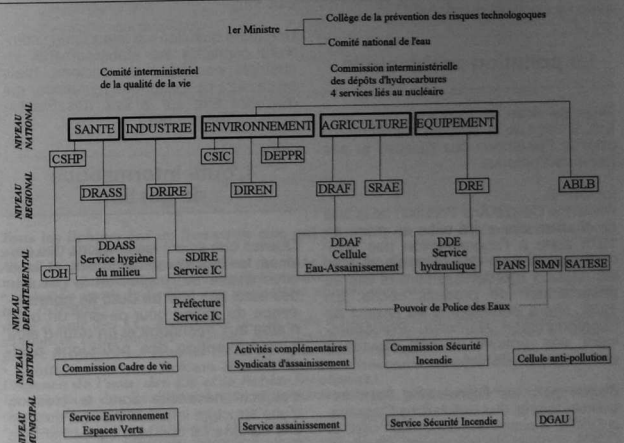 Collège de la prévention des risques technologoques
1er Ministre
Comité national de l'eau
Comité interministeriel
de la qualité de la vie
Commission interministérielle
des dépôts d'hydrocarbures
4 services liés au nucléaire
NIVEAU
NATIONAL
SANTE INDUSTRIE ENVIRONNEMENT AGRICULTURE EQUIPEMENT
CSHP CSIC DEPPR
NIVEAU
REGIONAL
DRASS DRIRE DIREN DRAF SRAE DRE ABLB
NIVEAU
DEPARTEMENTAL
CDH
DDASS
Service hygiène
du milieu
SDIRE
Service IC
Préfecture
Service IC
DDAF
Cellule
Eau-Assainissement
DDE
Service
hydraulique
PANS SMN SATESE
Pouvoir de Police des Eaux
NIVEAU
DISTRICT
Commission Cadre de vie
Activités complémentaires
Syndicats d'assainissement
Commission Sécurité
Incendie
Cellule anti-pollution
NIVEAU
MUNICIPAL
Service Environnement
Espaces Verts
Service assainissement
Service Sécurité Incendie
DGAU